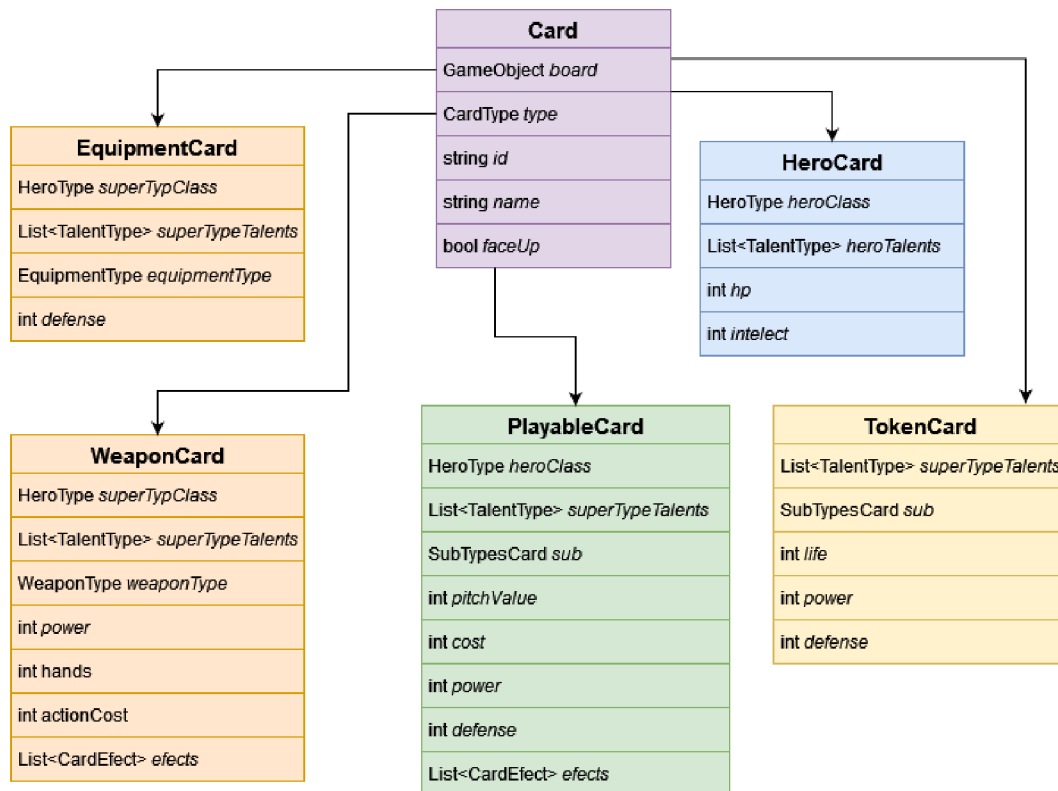 Card
GameObject board
CardType type
string id
string name
bool faceUp
EquipmentCard
HeroType superTypClass
List<TalentType> superTypeTalents
EquipmentType equipmentType
int defense
HeroCard
HeroType heroClass
List<TalentType> heroTalents
int hp
int intelect
WeaponCard
HeroType superTypClass
List<TalentType> superTypeTalents
WeaponType weaponType
int power
int hands
int actionCost
List<CardEfect> efects
PlayableCard
HeroType heroClass
List<TalentType> superTypeTalents
SubTypesCard sub
int pitchValue
int cost
int power
int defense
List<CardEfect> efects
TokenCard
List<TalentType> superTypeTalents
SubTypesCard sub
int life
int power
int defense